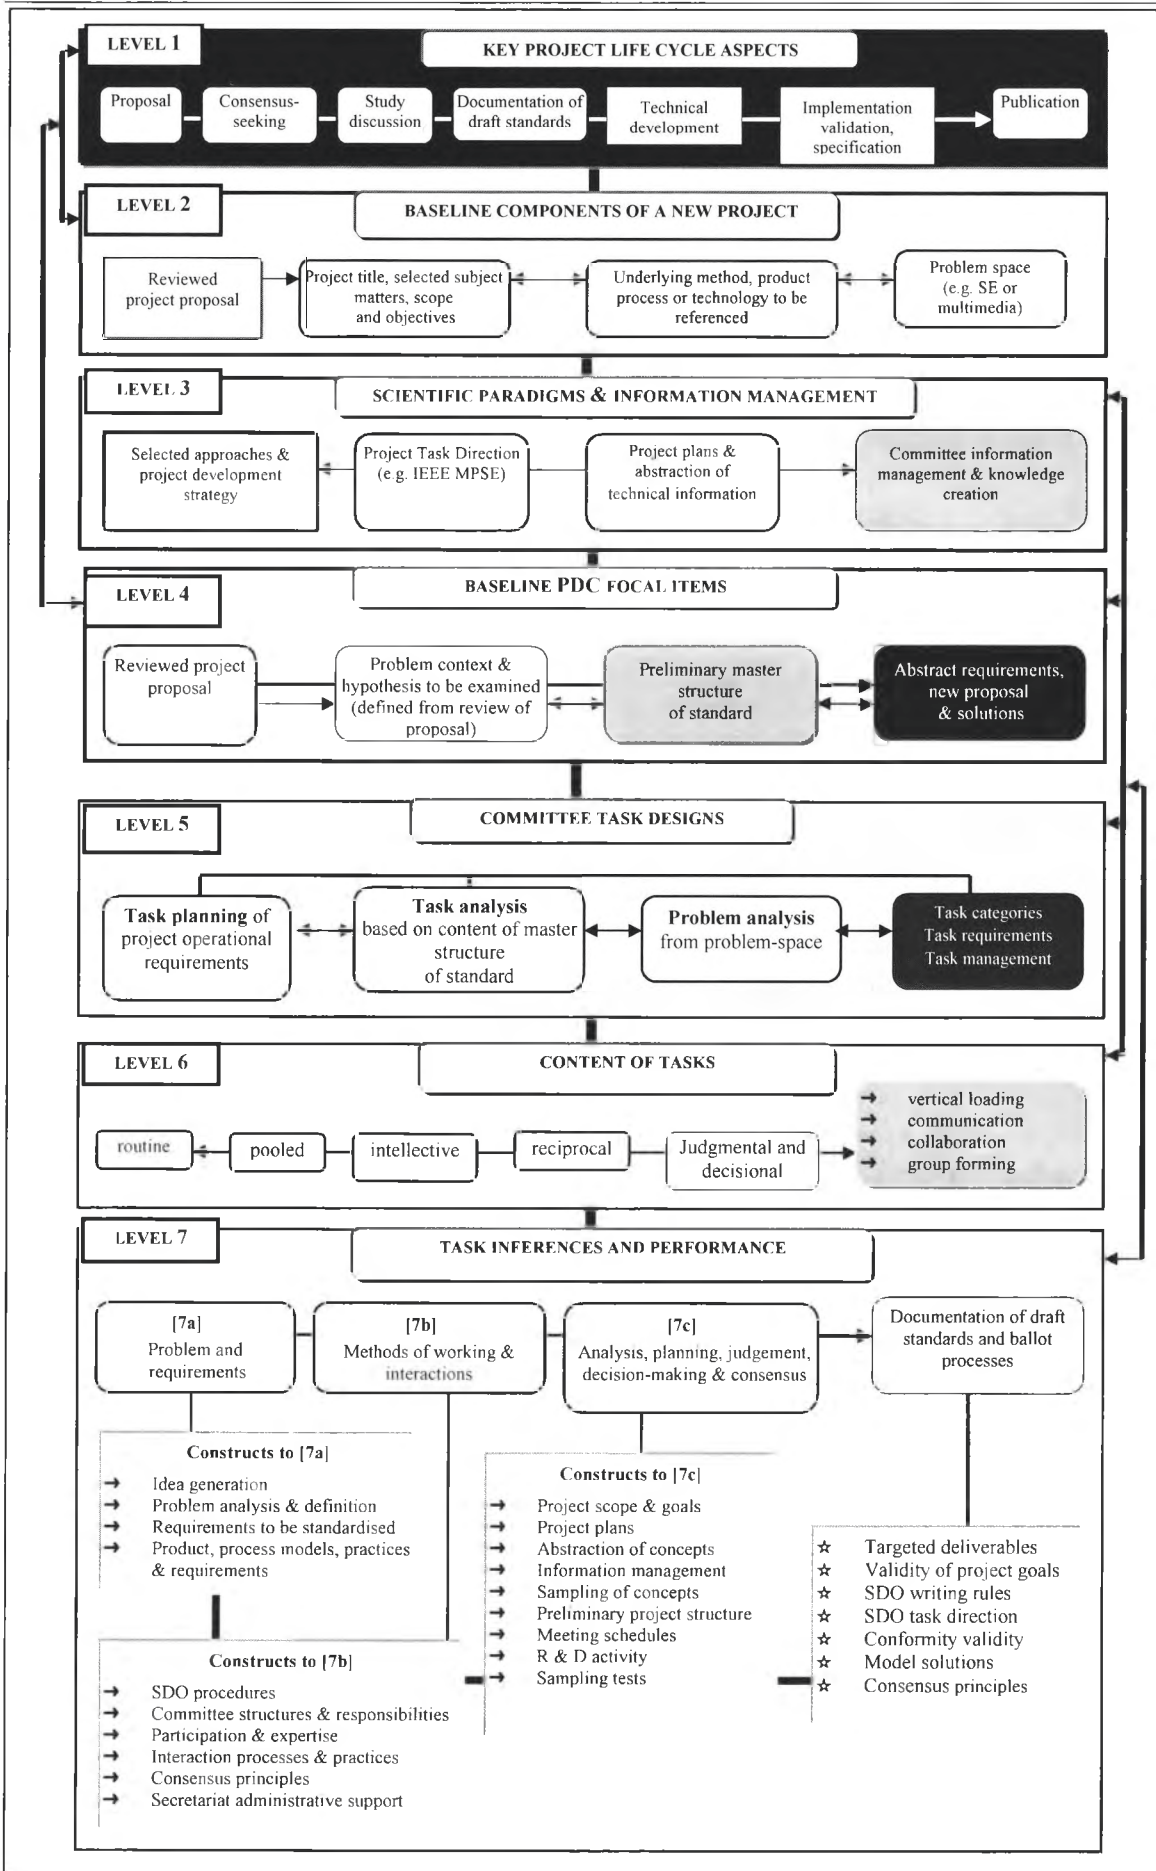 LEVEL 1
KEY PROJECT LIFE CYCLE ASPECTS
Proposal
Consensus-
seeking
Study
discussion
Documentation of
draft standards
Technical
development
Implementation
validation,
specification
Publication
LEVEL 2
BASELINE COMPONENTS OF A NEW PROJECT
Reviewed
project proposal
Project title, selected subject
matters, scope
and objectives
Underlying method, product
process or technology to be
referenced
Problem space
(e.g. SE or
multimedia)
LEVEL 3
SCIENTIFIC PARADIGMS & INFORMATION MANAGEMENT
Selected approaches &
project development
strategy
Project Task Direction
(e.g. IEEE MPSE)
Project plans &
abstraction of
technical information
Committee information
management & knowledge
creation
LEVEL 4
BASELINE PDC FOCAL ITEMS
Reviewed project
proposal
Problem context &
hypothesis to be examined
(defined from review of
proposal)
Preliminary master
structure
of standard
Abstract requirements,
new proposal
& solutions
LEVEL 5
COMMITTEE TASK DESIGNS
Task planning of
project operational
requirements
Task analysis
based on content of master
structure
of standard
Problem analysis
from problem-space
Task categories
Task requirements
Task management
LEVEL 6
CONTENT OF TASKS
routine
pooled
intellective
reciprocal
Judgmental and
decisional
→ vertical loading
→ communication
→ collaboration
→ group forming
LEVEL 7
TASK INFERENCES AND PERFORMANCE
[7a]
Problem and
requirements
[7b]
Methods of working &
interactions
[7c]
Analysis, planning, judgement,
decision-making & consensus
Documentation of draft
standards and ballot
processes
Constructs to [7a]
→ Idea generation
→ Problem analysis & definition
→ Requirements to be standardised
→ Product, process models, practices
& requirements
Constructs to [7b]
→ SDO procedures
→ Committee structures & responsibilities
→ Participation & expertise
→ Interaction processes & practices
→ Consensus principles
→ Secretariat administrative support
Constructs to [7c]
→ Project scope & goals
→ Project plans
→ Abstraction of concepts
→ Information management
→ Sampling of concepts
→ Preliminary project structure
→ Meeting schedules
→ R & D activity
→ Sampling tests
☆ Targeted deliverables
☆ Validity of project goals
☆ SDO writing rules
☆ SDO task direction
☆ Conformity validity
☆ Model solutions
☆ Consensus principles